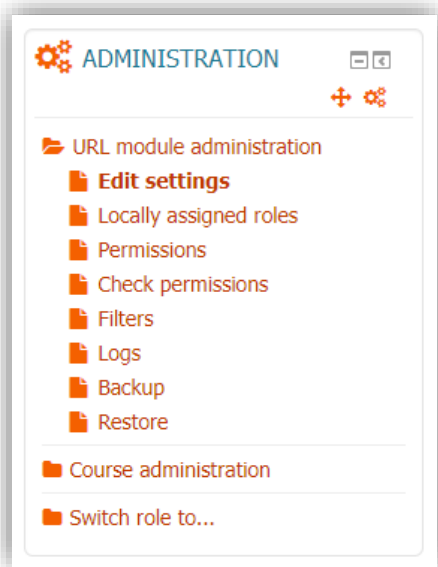 ADMINISTRATION
URL module administration
Edit settings
Locally assigned roles
Permissions
Check permissions
Filters
Logs
Backup
Restore
Course administration
Switch role to...